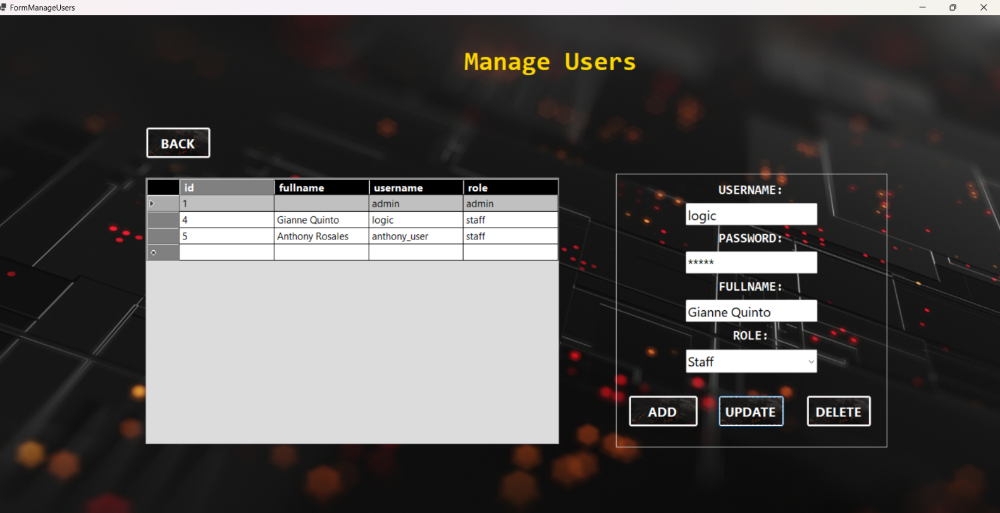 FormManageUsers
Manage Users
BACK
id fullname username role
1 admin admin
4 Gianne Quinto logic staff
5 Anthony Rosales anthony_user staff
USERNAME:
logic
PASSWORD:
*****
FULLNAME:
Gianne Quinto
ROLE:
Staff
ADD UPDATE DELETE